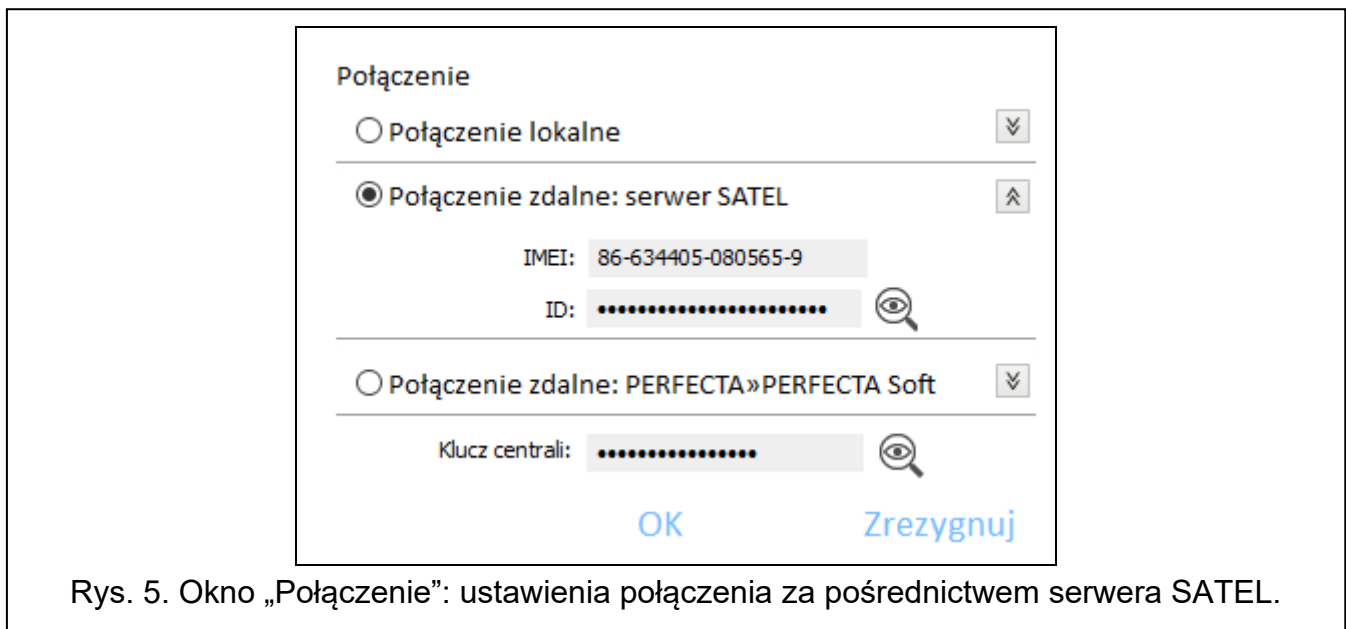 Połączenie
Połączenie lokalne
Połączenie zdalne: serwer SATEL
IMEI: 86-634405-080565-9
ID: •••••••••••••••••••••••
Połączenie zdalne: PERFECTA»PERFECTA Soft
Klucz centrali: ••••••••••••••••
OK Zrezygnuj
Rys. 5. Okno „Połączenie”: ustawienia połączenia za pośrednictwem serwera SATEL.